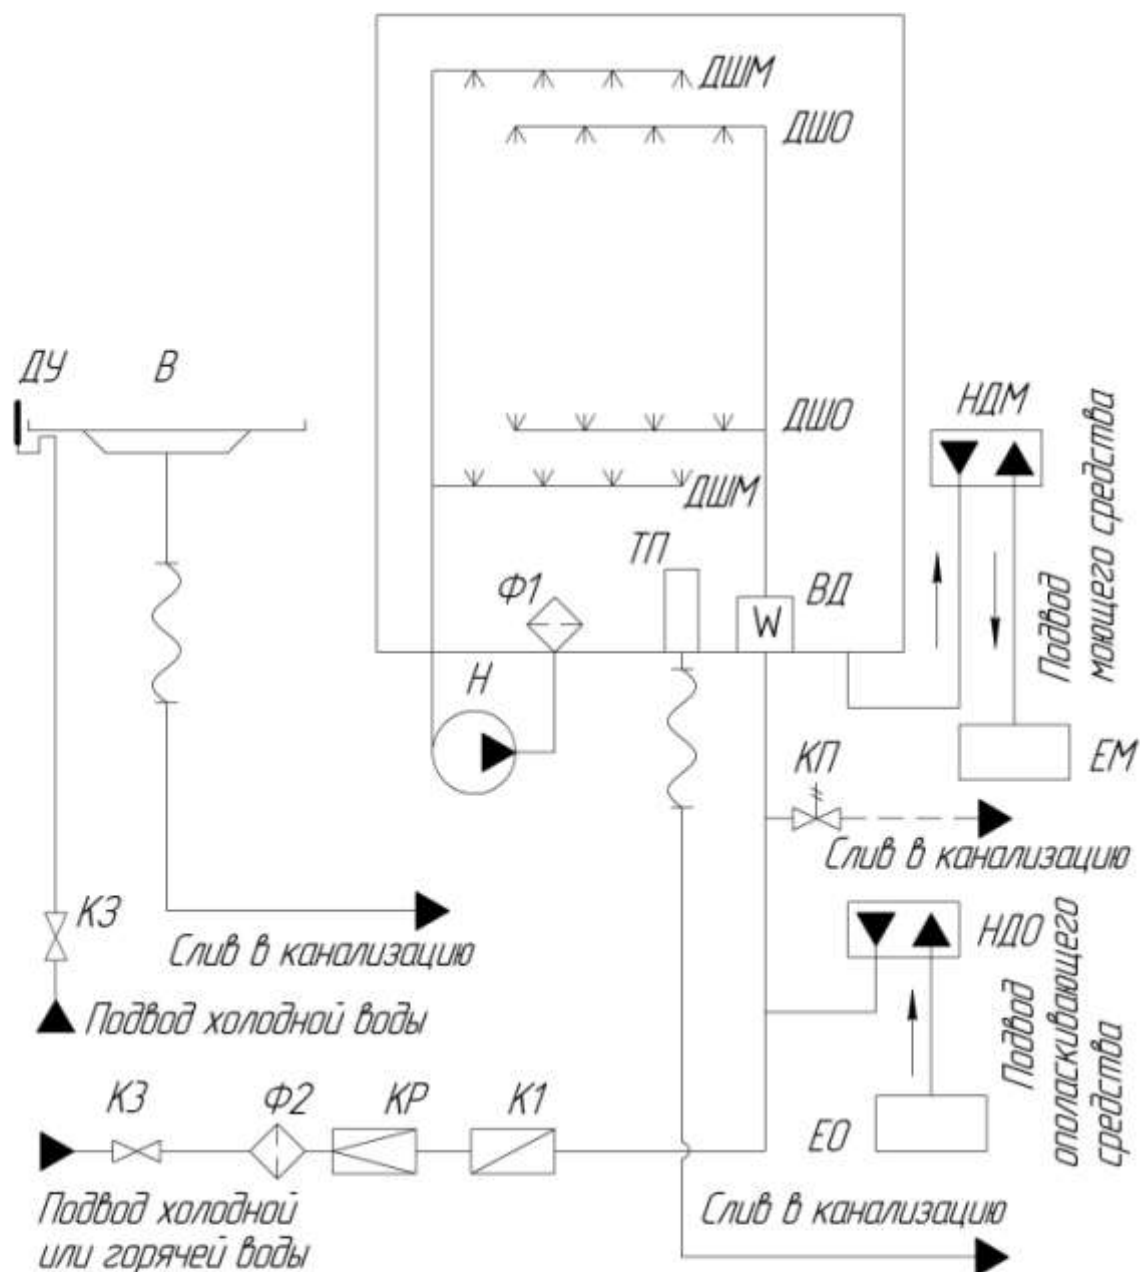 ДШМ
ДШО
ДУ
В
ДШО
НДМ
ДШМ
Подвод
моющего средства
ТП
Ф1
ВД
W
Н
КП
ЕМ
Слив в канализацию
КЗ
НДО
Слив в канализацию
Подвод холодной воды
Подвод
ополаскивающего
средства
КЗ
Ф2
КР
К1
ЕО
Подвод холодной
или горячей воды
Слив в канализацию